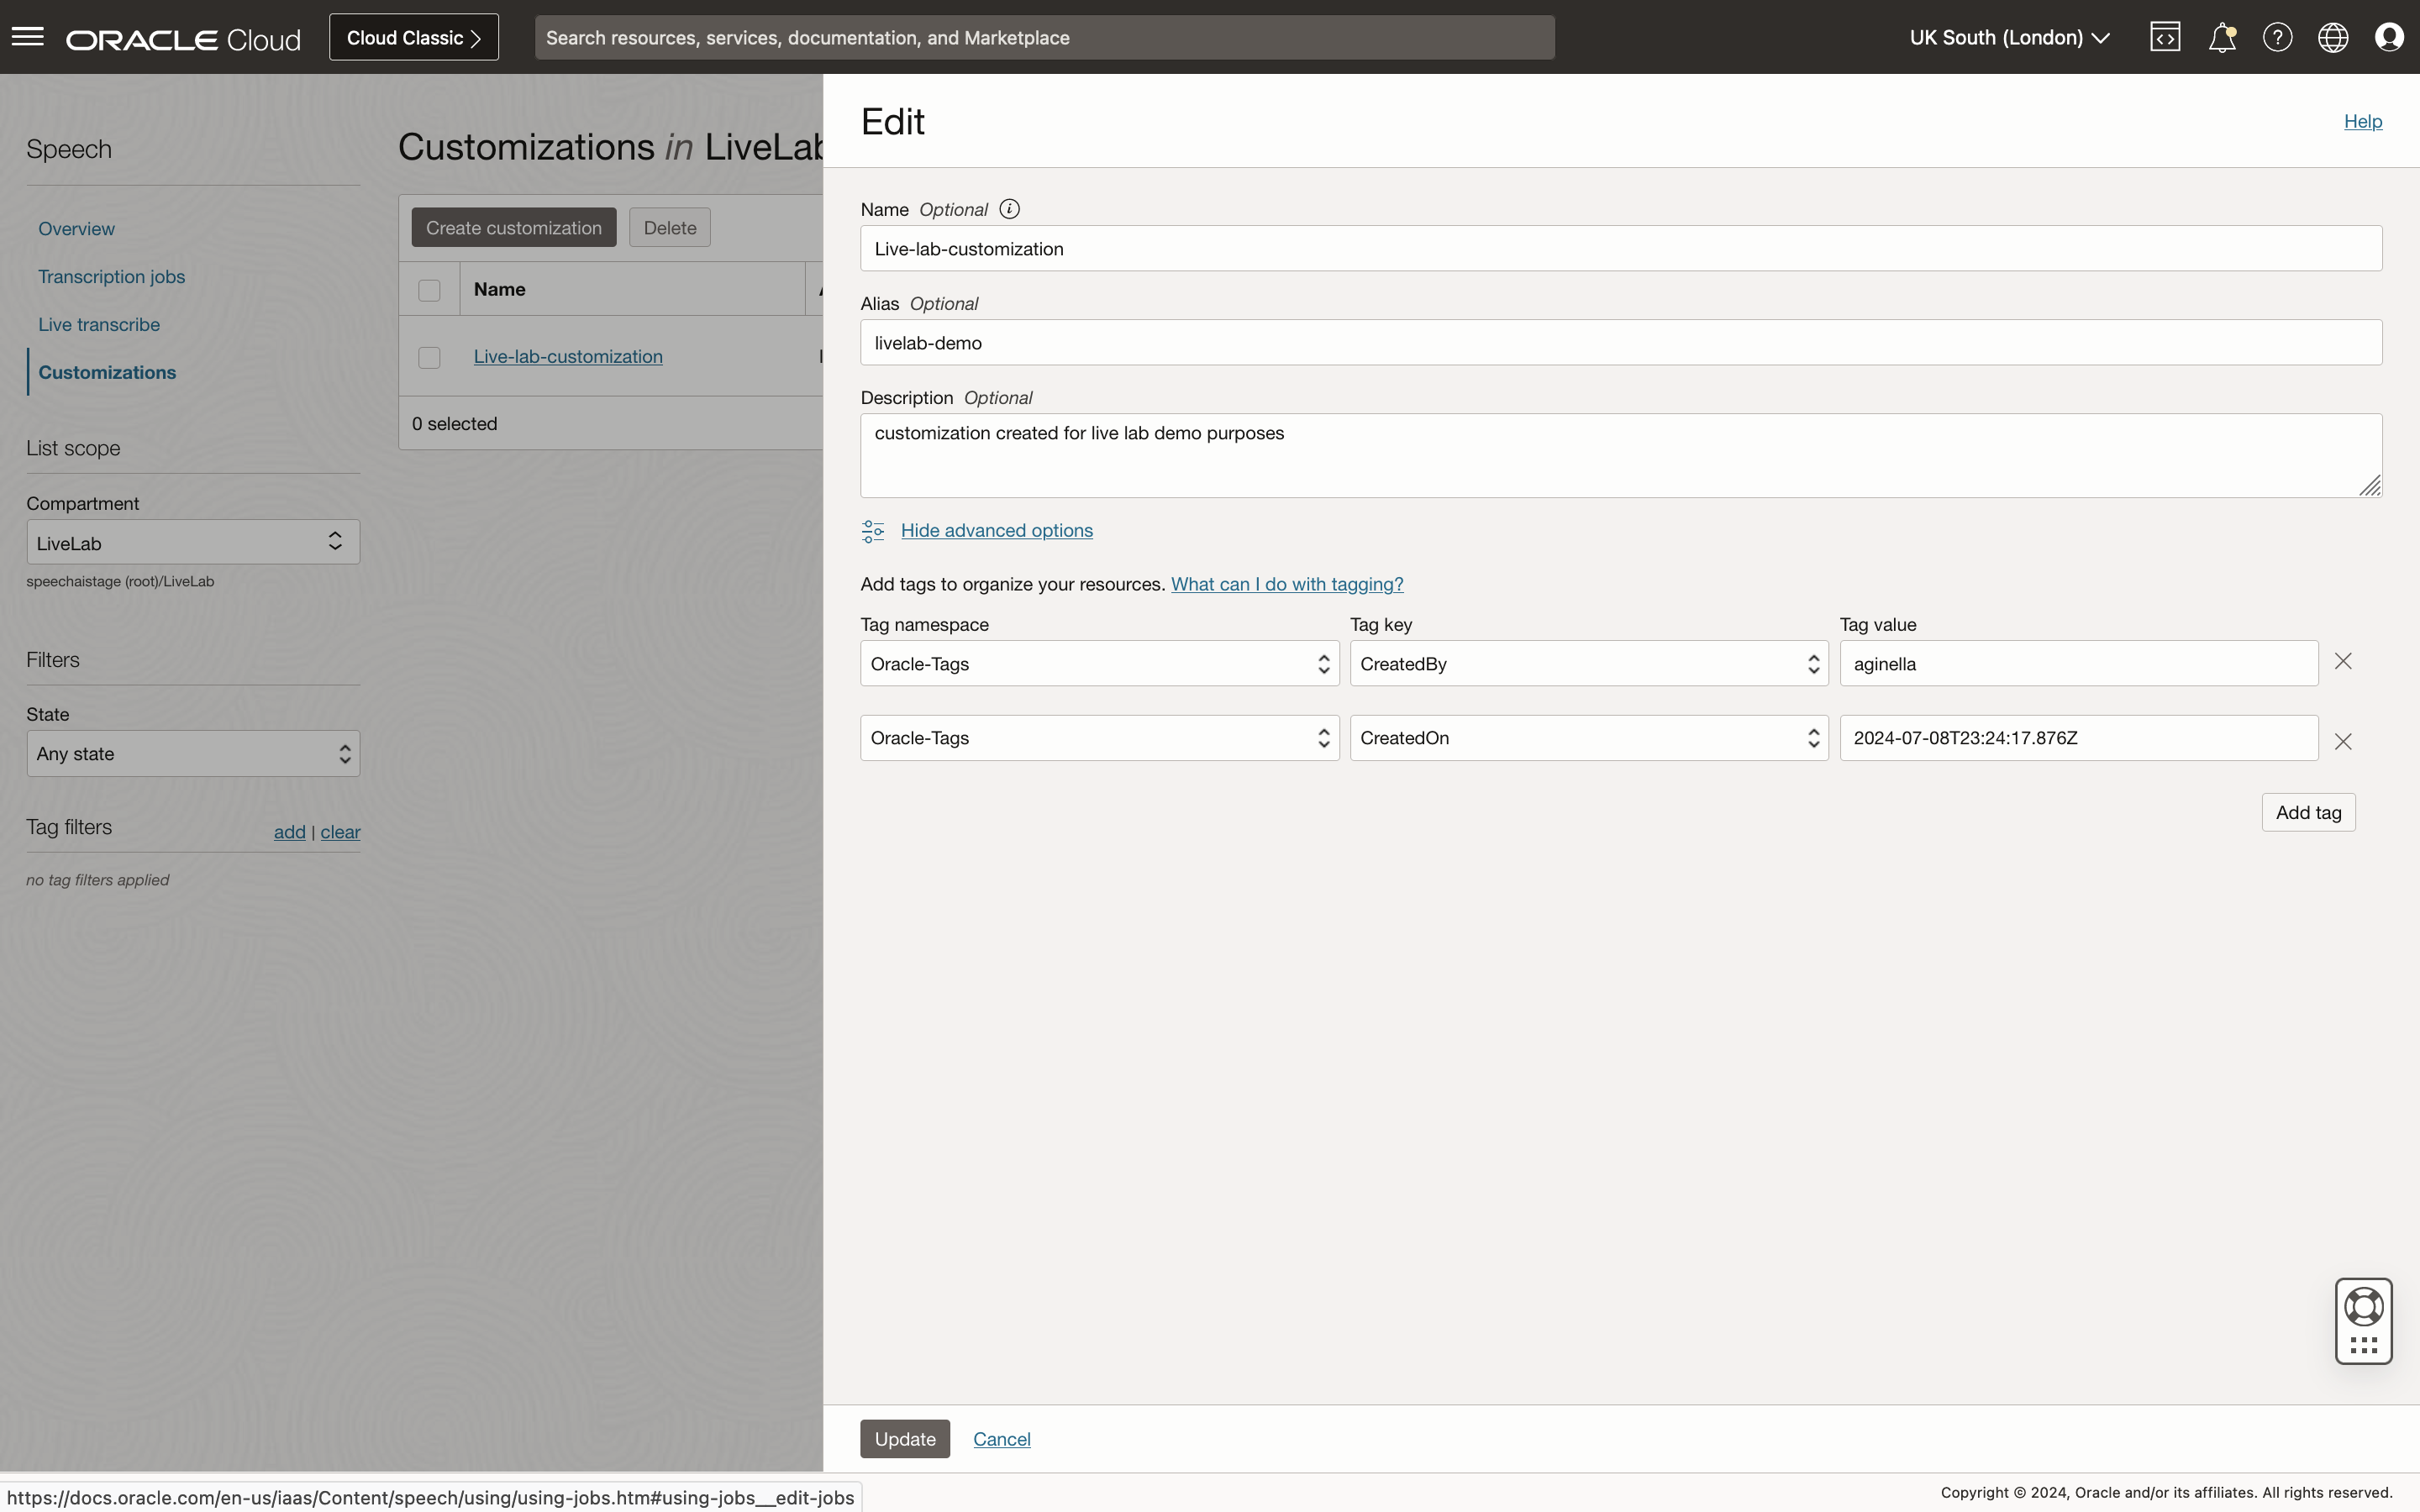 ORACLE Cloud
Cloud Classic
Search resources, services, documentation, and Marketplace
UK South (London)
Speech
Overview
Transcription jobs
Live transcribe
Customizations
List scope
Compartment
LiveLab
speechaistage (root)/LiveLab
Filters
State
Any state
Tag filters
add | clear
no tag filters applied
Customizations in LiveLab
Create customization
Delete
Name
Live-lab-customization
0 selected
Edit
Help
Name Optional
Live-lab-customization
Alias Optional
livelab-demo
Description Optional
customization created for live lab demo purposes
Hide advanced options
Add tags to organize your resources. What can I do with tagging?
Tag namespace Tag key Tag value
Oracle-Tags CreatedBy aginella
Oracle-Tags CreatedOn 2024-07-08T23:24:17.876Z
Add tag
Update Cancel
https://docs.oracle.com/en-us/iaas/Content/speech/using/using-jobs.htm#using-jobs__edit-jobs
Copyright © 2024, Oracle and/or its affiliates. All rights reserved.